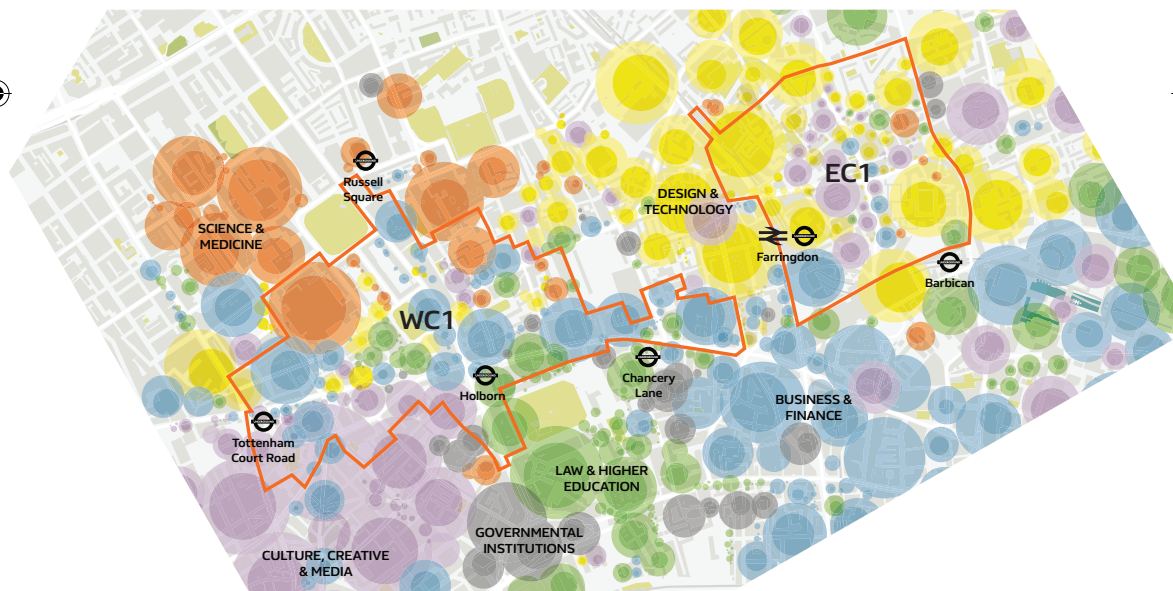 Russell
Square
SCIENCE &
MEDICINE
DESIGN &
TECHNOLOGY
EC1
Farringdon
Barbican
WC1
Holborn
Chancery
Lane
BUSINESS &
FINANCE
Tottenham
Court Road
LAW & HIGHER
EDUCATION
GOVERNMENTAL
INSTITUTIONS
CULTURE, CREATIVE
& MEDIA